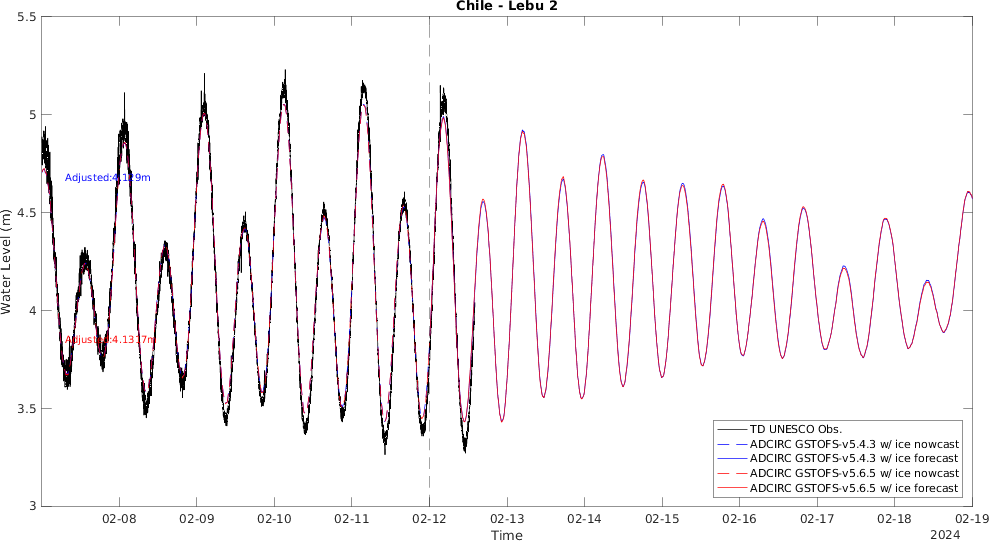 Chile - Lebu 2
5.5
5
4.5
4
3.5
3
Water Level (m)
Adjusted:4.129m
Adjusted:4.1317m
TD UNESCO Obs.
ADCIRC GSTOFS-v5.4.3 w/ ice nowcast
ADCIRC GSTOFS-v5.4.3 w/ ice forecast
ADCIRC GSTOFS-v5.6.5 w/ ice nowcast
ADCIRC GSTOFS-v5.6.5 w/ ice forecast
02-08 02-09 02-10 02-11 02-12 02-13 02-14 02-15 02-16 02-17 02-18 02-19
Time
2024